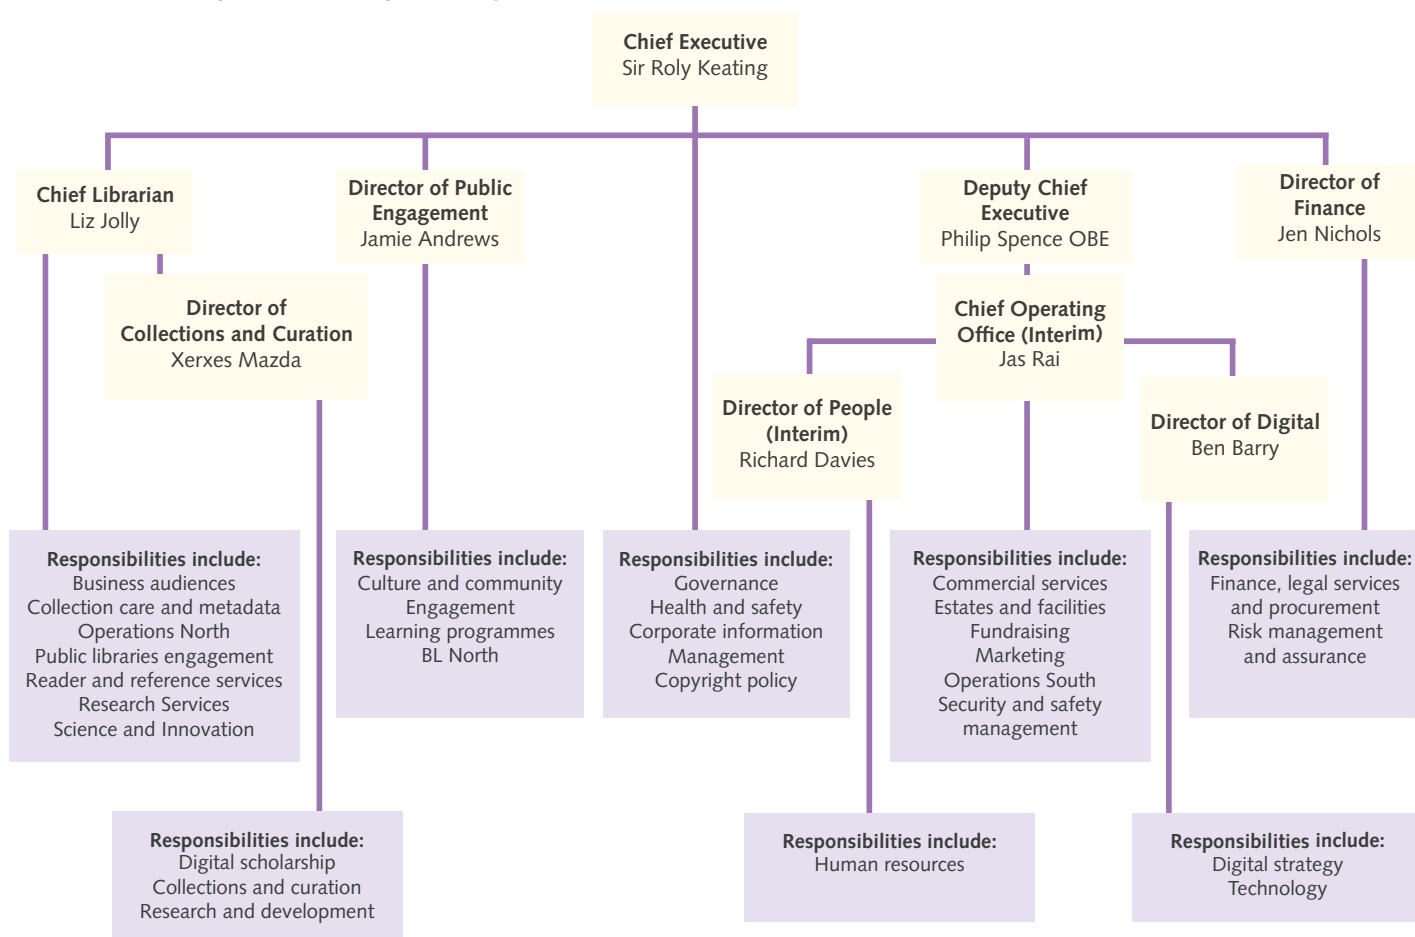 Chief Executive
Sir Roly Keating
Chief Librarian
Liz Jolly
Director of Public
Engagement
Jamie Andrews
Deputy Chief
Executive
Philip Spence OBE
Director of
Finance
Jen Nichols
Director of
Collections and Curation
Xerxes Mazda
Chief Operating
Office (Interim)
Jas Rai
Director of People
(Interim)
Richard Davies
Director of Digital
Ben Barry
Responsibilities include:
Business audiences
Collection care and metadata
Operations North
Public libraries engagement
Reader and reference services
Research Services
Science and Innovation
Responsibilities include:
Culture and community
Engagement
Learning programmes
BL North
Responsibilities include:
Governance
Health and safety
Corporate information
Management
Copyright policy
Responsibilities include:
Commercial services
Estates and facilities
Fundraising
Marketing
Operations South
Security and safety
management
Responsibilities include:
Finance, legal services
and procurement
Risk management
and assurance
Responsibilities include:
Digital scholarship
Collections and curation
Research and development
Responsibilities include:
Human resources
Responsibilities include:
Digital strategy
Technology